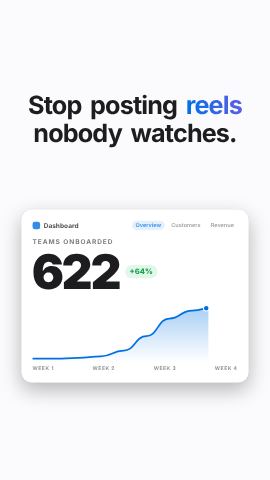 Stop posting reels
nobody watches.
Dashboard
Overview Customers Revenue
TEAMS ONBOARDED
622 +64%
WEEK 1 WEEK 2 WEEK 3 WEEK 4